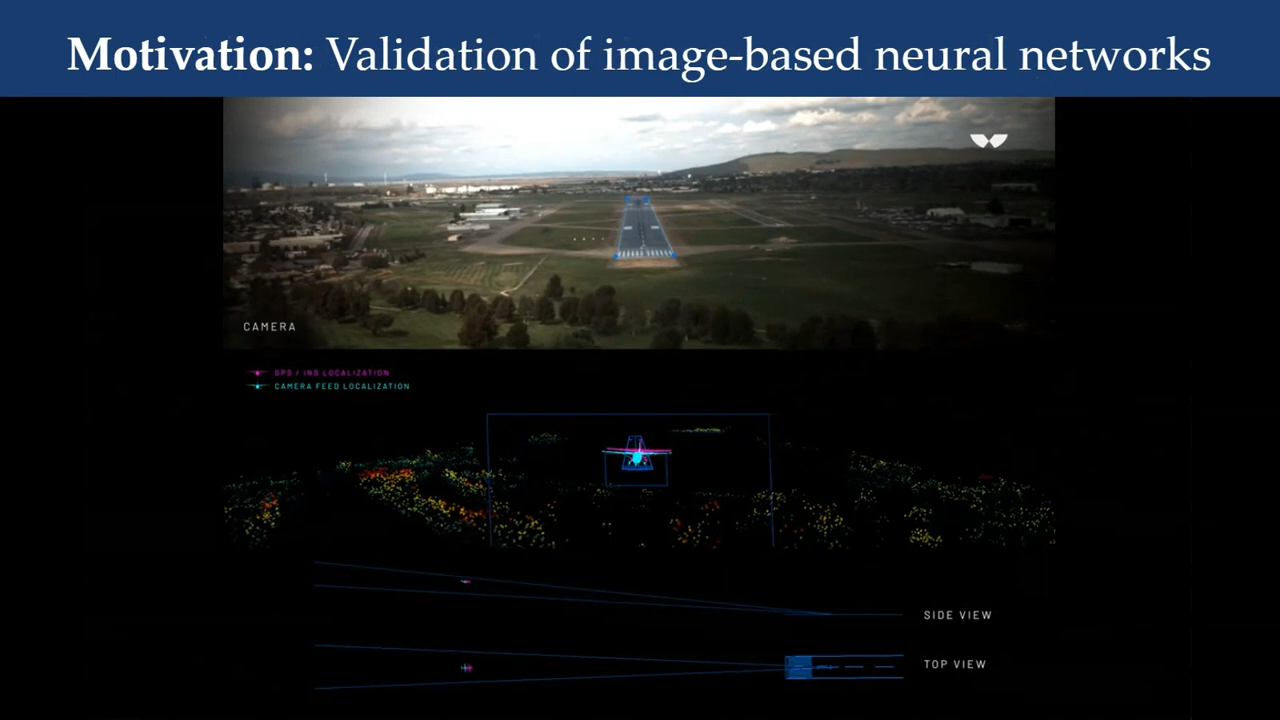 Motivation: Validation of image-based neural networks
CAMERA
GPS / INS LOCALIZATION
CAMERA FEED LOCALIZATION
SIDE VIEW
TOP VIEW